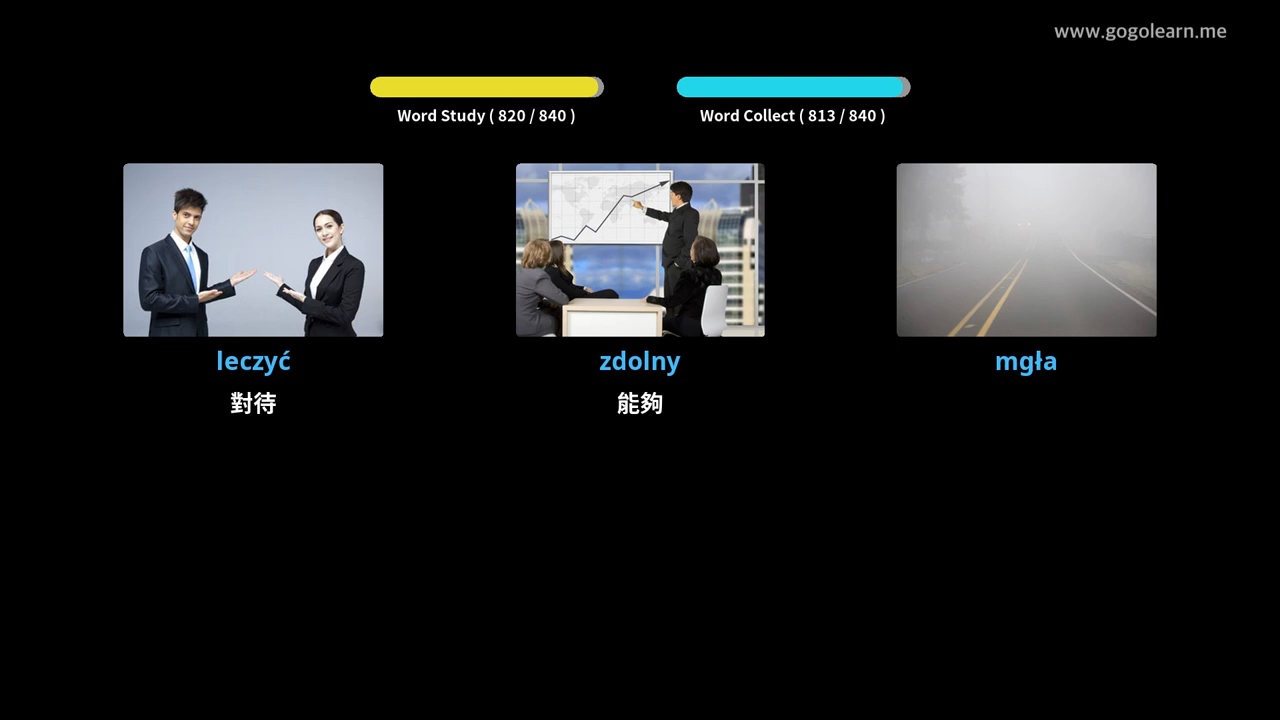 www.gogolearn.me
Word Study ( 820 / 840 )
Word Collect ( 813 / 840 )
leczyć
zdolny
mgła
對待
能夠